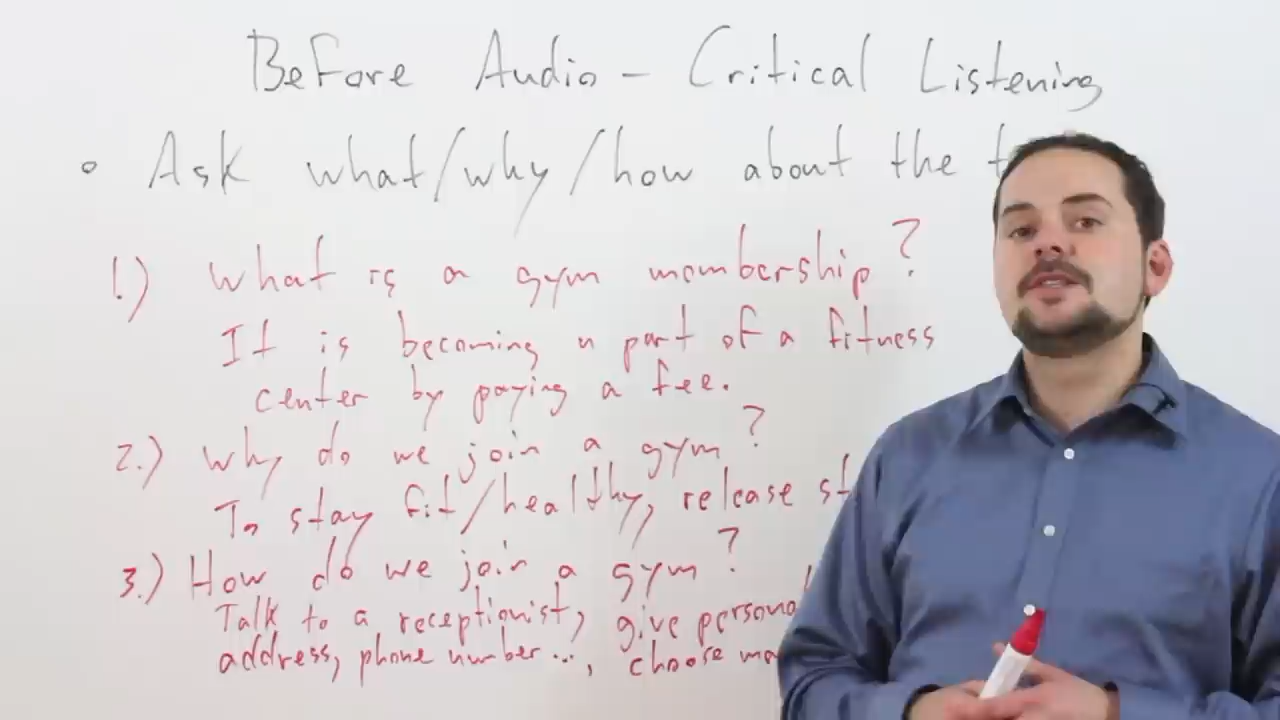 Before Audio - Critical Listening
• Ask what/why/how about the
1.) What is a gym membership?
It is becoming a part of a fitness
center by paying a fee.
2.) Why do we join a gym?
To stay fit/healthy, release
3.) How do we join a gym?
Talk to a receptionist, give
address, phone number..., choose